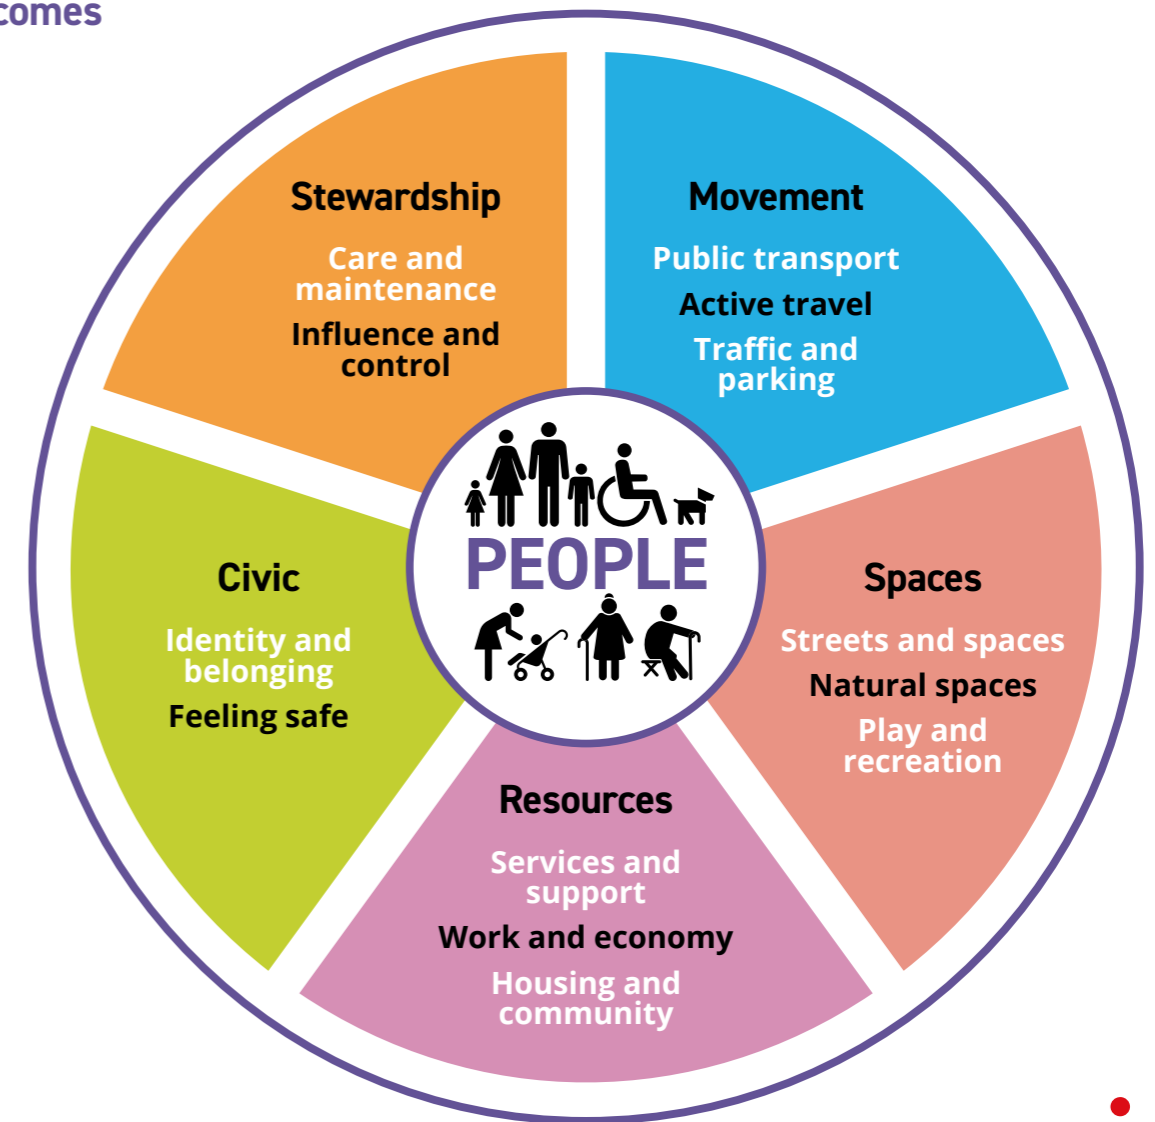 comes
Stewardship
Care and
maintenance
Influence and
control
Movement
Public transport
Active travel
Traffic and
parking
Civic
Identity and
belonging
Feeling safe
PEOPLE
Spaces
Streets and spaces
Natural spaces
Play and
recreation
Resources
Services and
support
Work and economy
Housing and
community